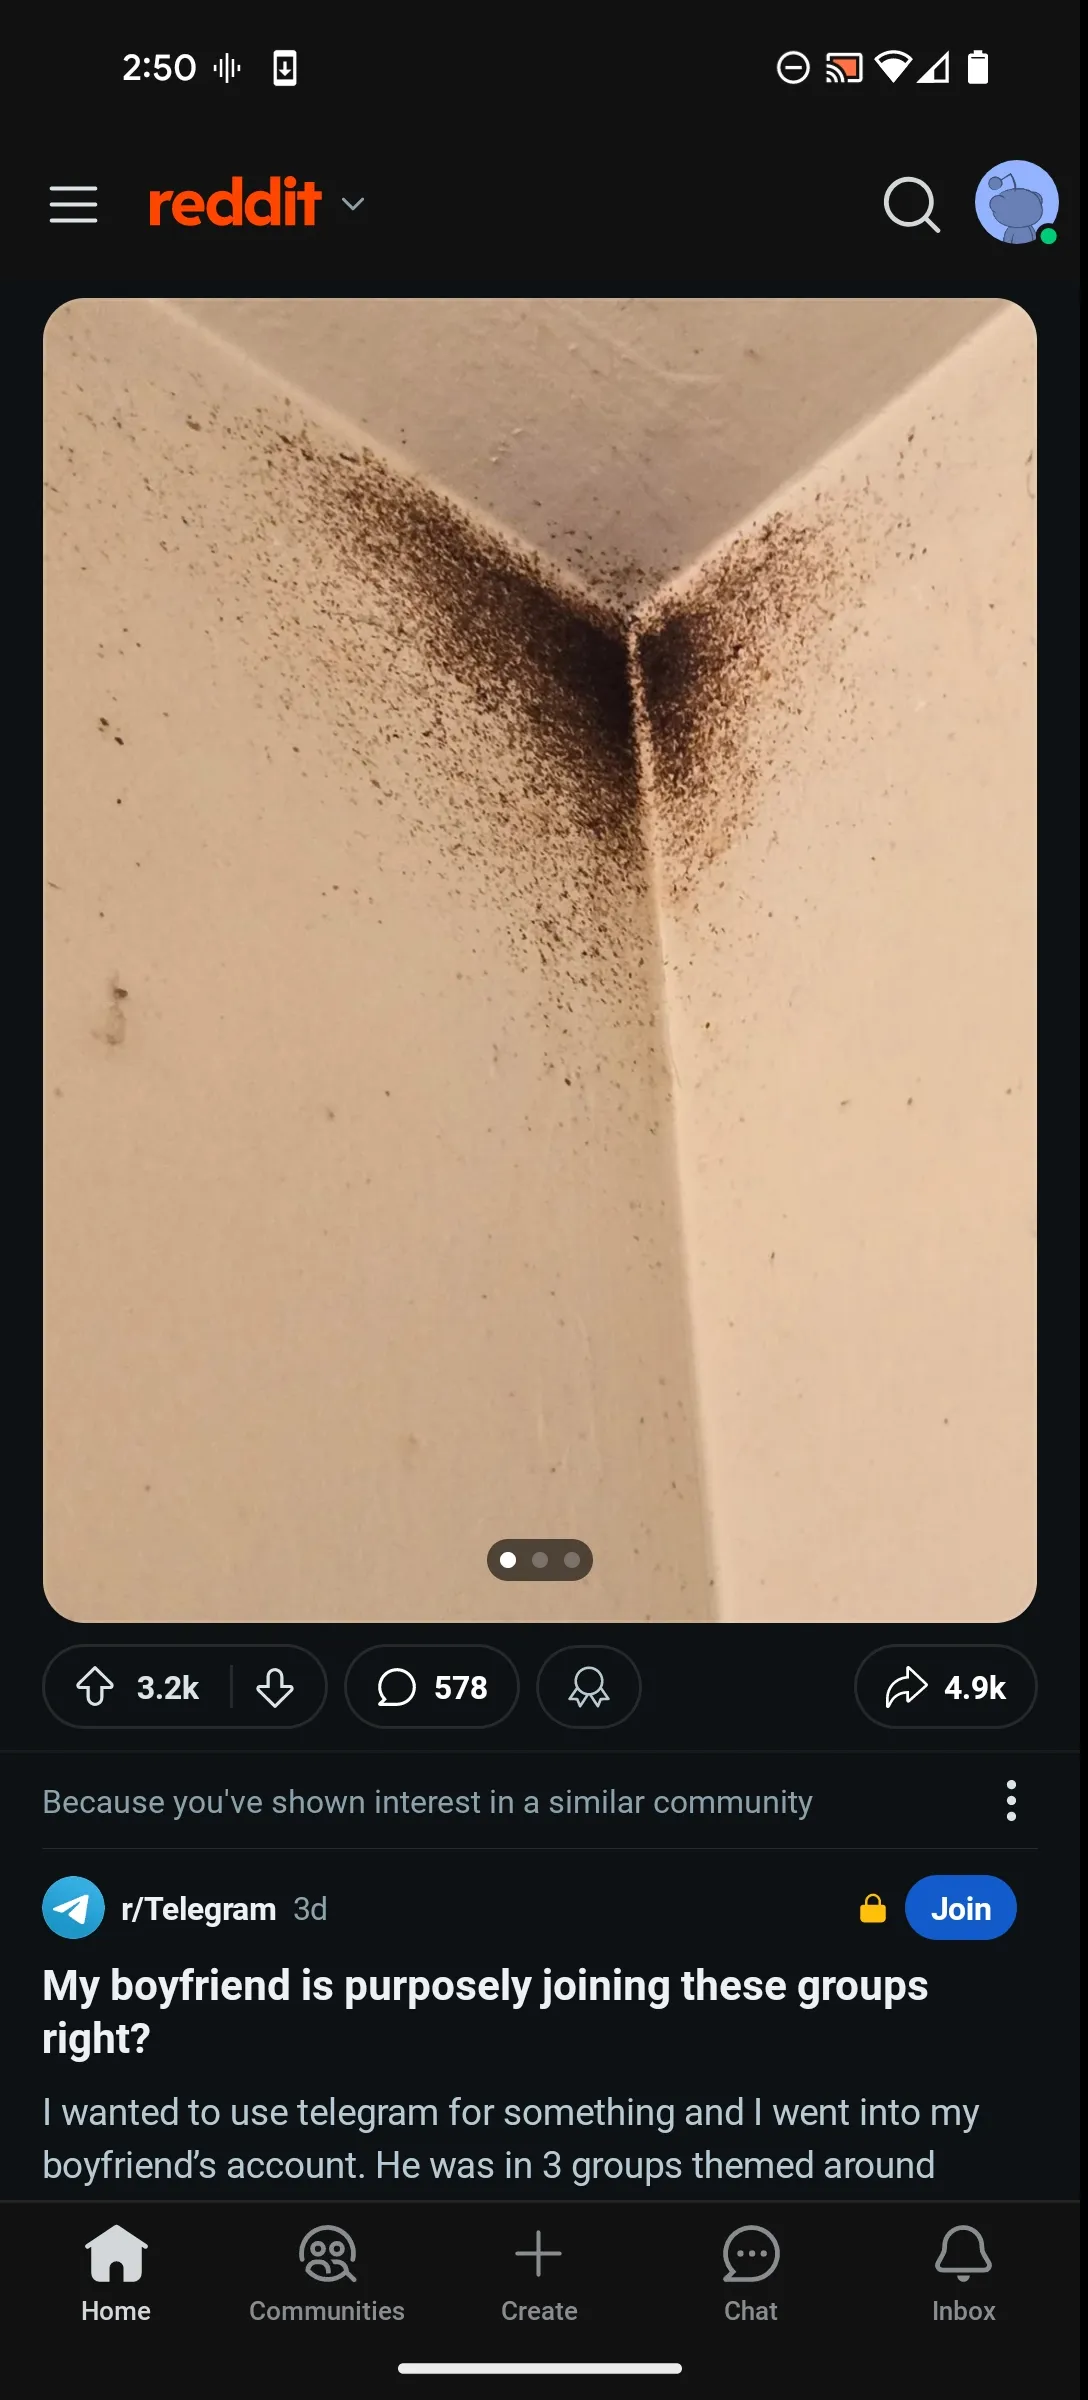 2:50
reddit
3.2k
578
4.9k
Because you've shown interest in a similar community
r/Telegram 3d
Join
My boyfriend is purposely joining these groups
right?
I wanted to use telegram for something and I went into my
boyfriend’s account. He was in 3 groups themed around
Home
Communities
Create
Chat
Inbox